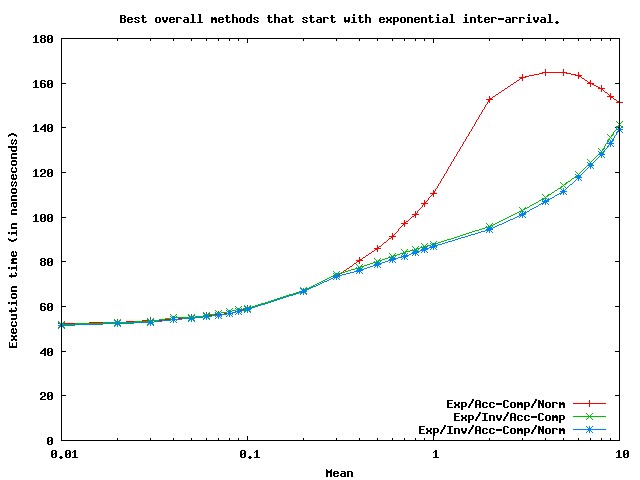 Best overall methods that start with exponential inter-arrival.
180
160
140
120
100
80
60
40
20
0
Execution time (in nanoseconds)
Exp/Acc-Comp/Norm
Exp/Inv/Acc-Comp
Exp/Inv/Acc-Comp/Norm
0.01 0.1 1 10
Mean